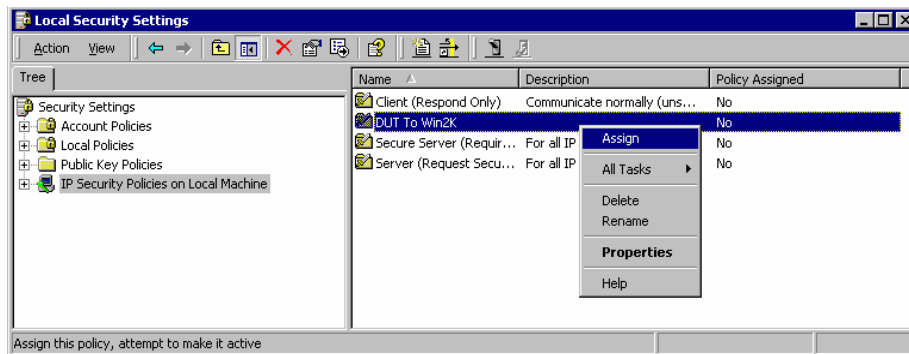 Local Security Settings
Action View
Tree
Name Description Policy Assigned
Security Settings
Account Policies
Local Policies
Public Key Policies
IP Security Policies on Local Machine
Client (Respond Only) Communicate normally (uns... No
DUT To Win2K No
Secure Server (Requir... For all IP No
Server (Request Secu... For all IP No
Assign
All Tasks
Delete
Rename
Properties
Help
Assign this policy, attempt to make it active